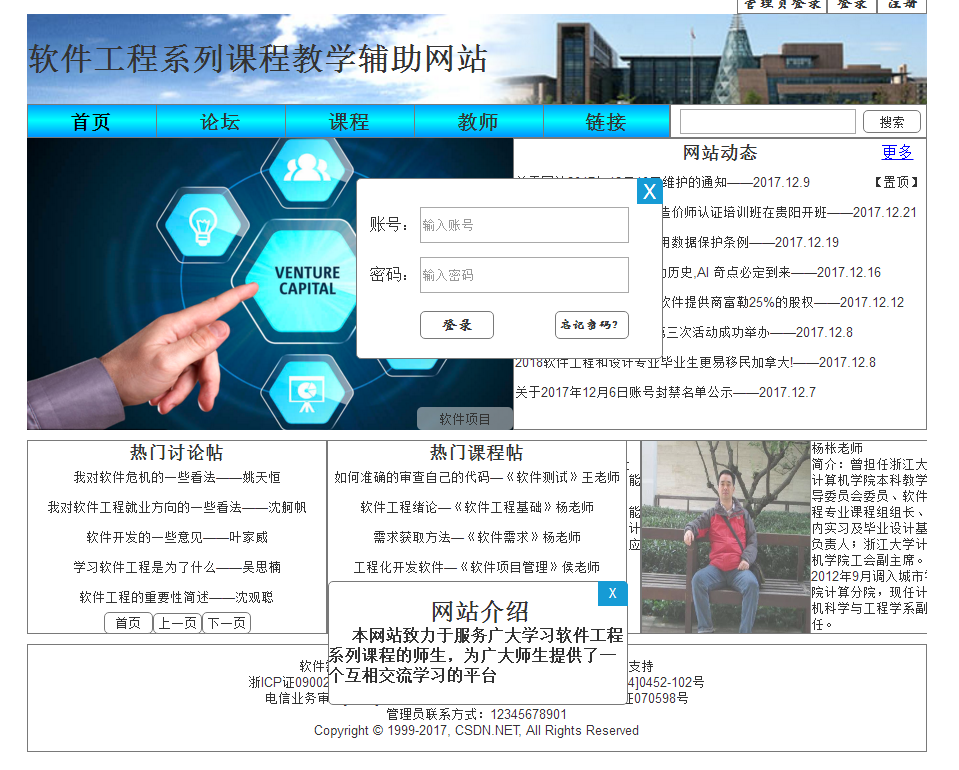 管理员登录 登录 注册
软件工程系列课程教学辅助网站
首页 论坛 课程 教师 链接 搜索
VENTURE
CAPITAL
软件项目
账号： 输入账号
密码： 输入密码
登录 忘记密码?
X
网站动态 更多
维护的通知——2017.12.9 【置顶】
造价师认证培训班在贵阳开班——2017.12.21
用数据保护条例——2017.12.19
历史,AI 奇点必定到来——2017.12.16
软件提供商富勒25%的股权——2017.12.12
第三次活动成功举办——2017.12.8
2018软件工程和设计专业毕业生更易移民加拿大!——2017.12.8
关于2017年12月6日账号封禁名单公示——2017.12.7
热门讨论帖
我对软件危机的一些看法——姚天恒
我对软件工程就业方向的一些看法——沈舸帆
软件开发的一些意见——叶家威
学习软件工程是为了什么——吴思楠
软件工程的重要性简述——沈观聪
首页 上一页 下一页
热门课程帖
如何准确的审查自己的代码—《软件测试》王老师
软件工程绪论—《软件工程基础》杨老师
需求获取方法—《软件需求》杨老师
工程化开发软件—《软件项目管理》侯老师
能
能
计
应
杨枨老师
简介：曾担任浙江大
计算机学院本科教学
导委员会委员、软件
程专业课程组组长、
内实习及毕业设计基
负责人；浙江大学计
机学院工会副主席。
2012年9月调入城市
院计算分院，现任计
机科学与工程学系副
任。
X
网站介绍
本网站致力于服务广大学习软件工程
系列课程的师生，为广大师生提供了一
个互相交流学习的平台
软件 支持
浙ICP证09002 4]0452-102号
电信业务审 证070598号
管理员联系方式：12345678901
Copyright © 1999-2017, CSDN.NET, All Rights Reserved